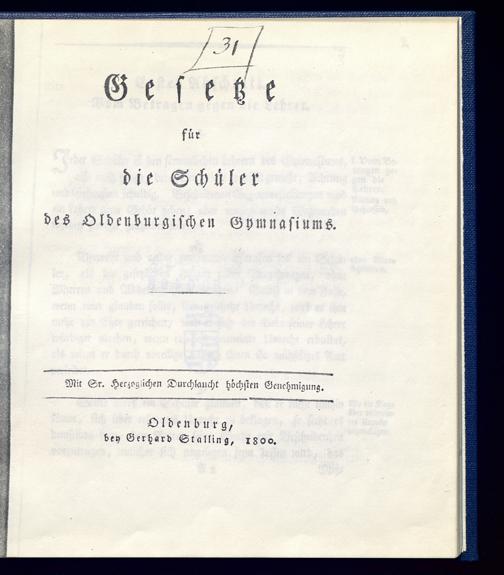 31
Gesetze
für
die Schüler
des Oldenburgischen Gymnasiums.
Mit Sr. Herzoglichen Durchlaucht höchsten Genehmigung.
Oldenburg,
bey Gerhard Stalling, 1800.